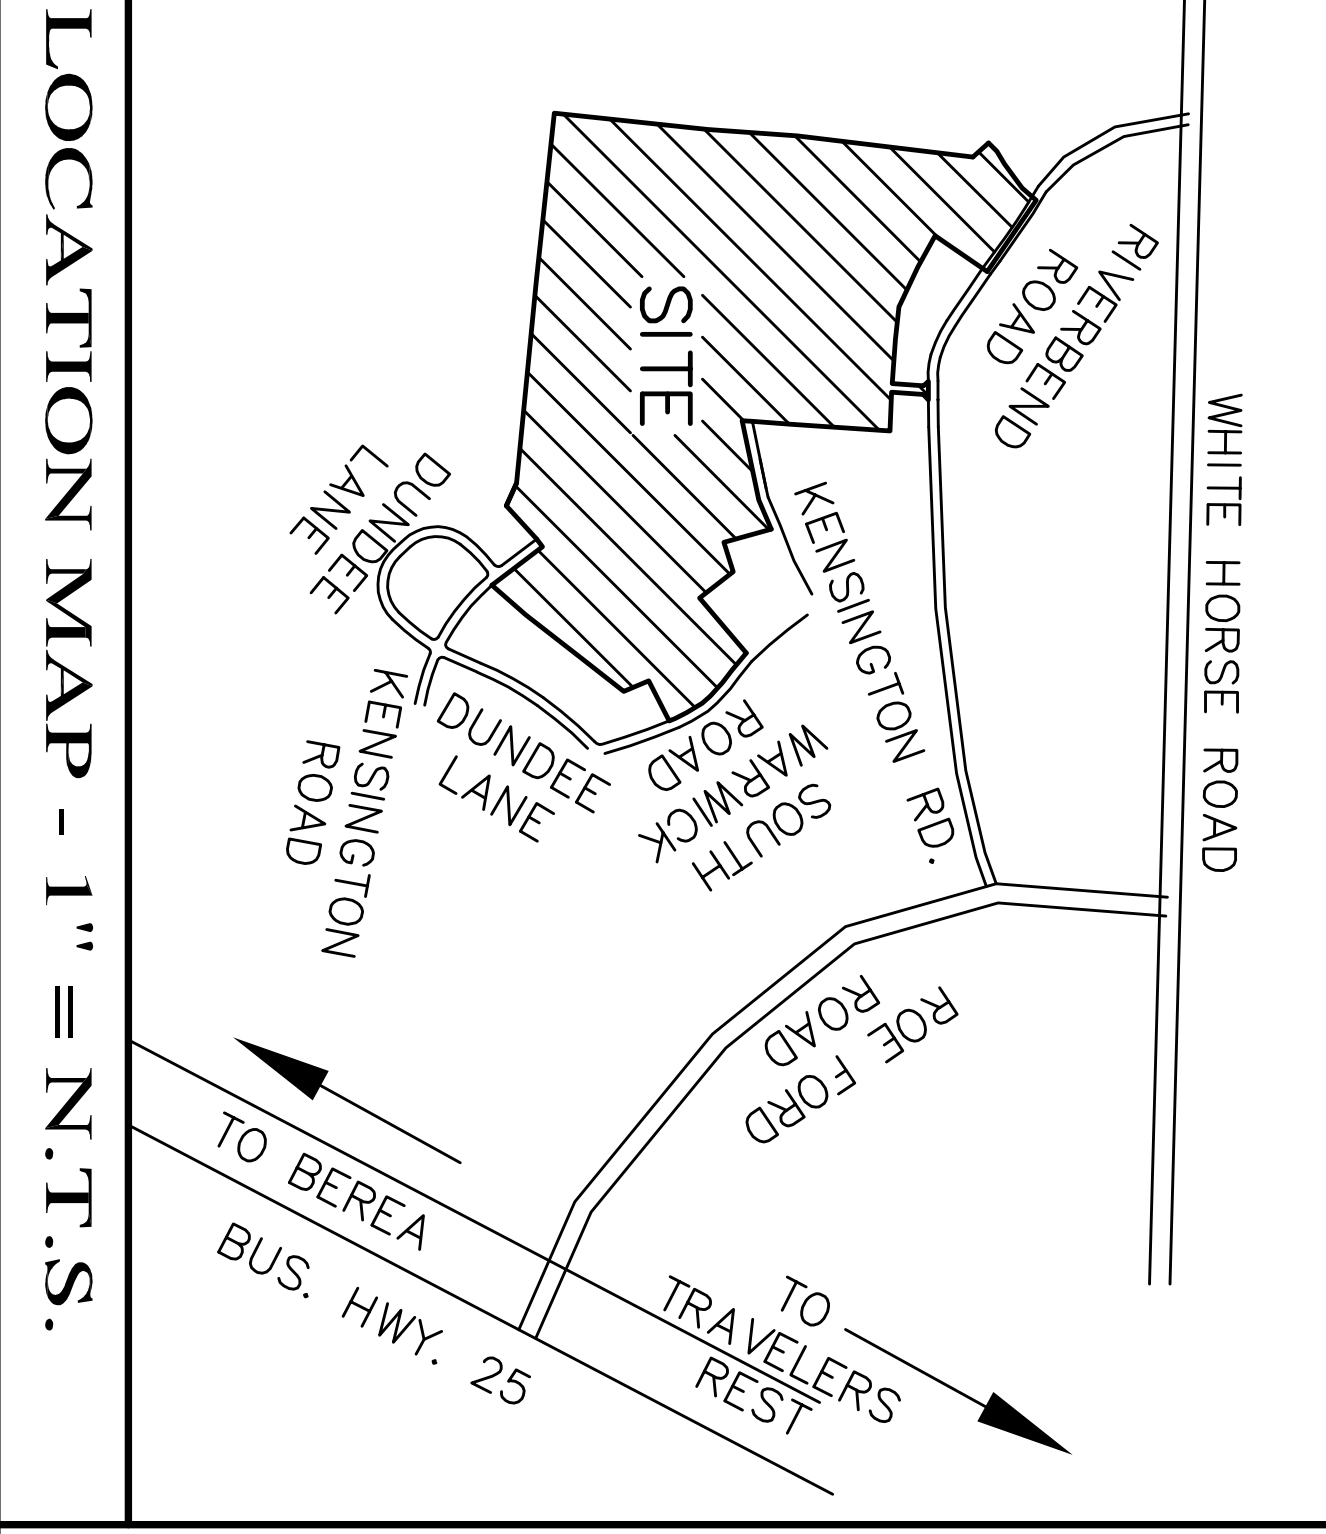 WHITE HORSE ROAD
RIVERBEND
ROAD
SITE
KENSINGTON RD.
DUNDEE
LANE
SOUTH
WARWICK
ROAD
DUNDEE
LANE
KENSINGTON
ROAD
ROE FORD
ROAD
TO
TRAVELERS
REST
TO BEREA
BUS. HWY. 25
LOCATION MAP - 1" = N.T.S.